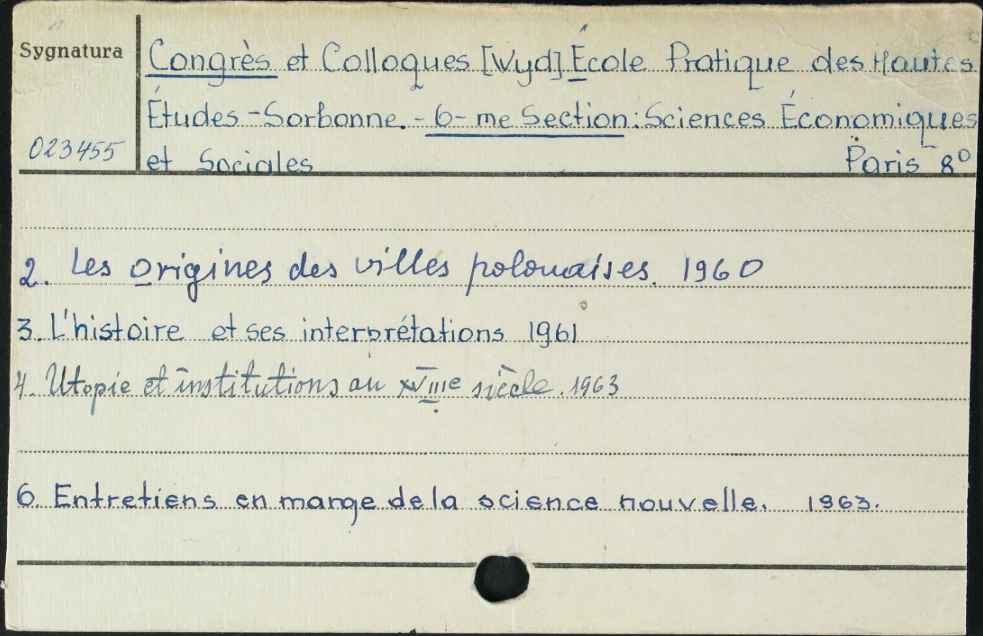 Sygnatura
Congrès et Colloques [Wyd] École Pratique des Hautes
Études - Sorbonne. - 6-me Section: Sciences Économiques
023455
et Sociales Paris 8°
2. Les origines des villes polonaises. 1960
3. L'histoire et ses interprétations 1961
4. Utopie et institutions au XVIIIe siècle. 1963
6. Entretiens en marge de la science nouvelle. 1963.